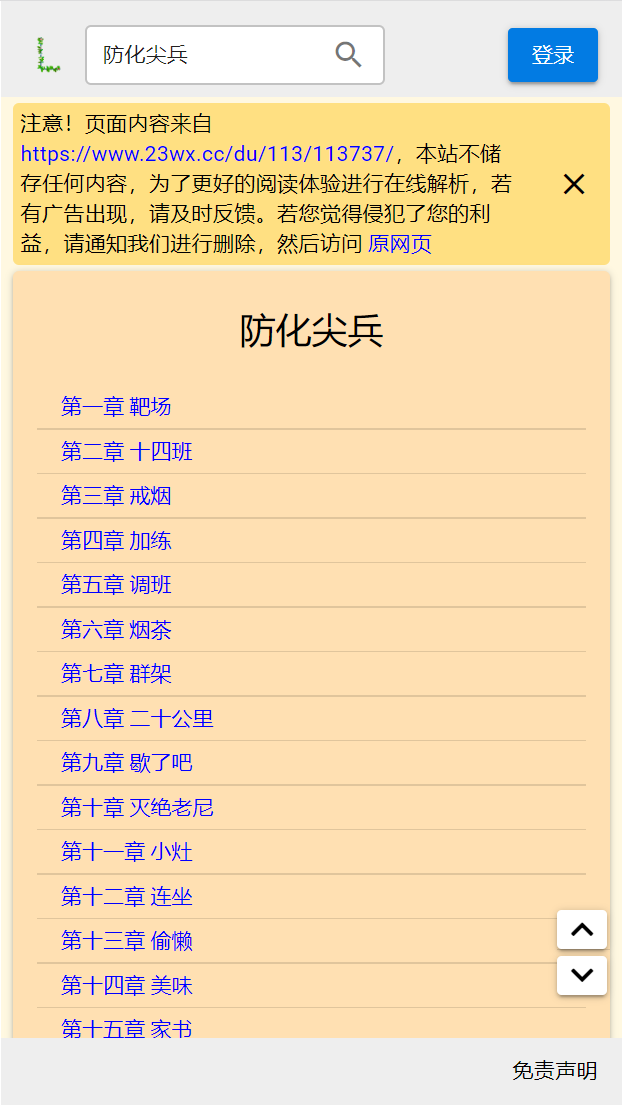 防化尖兵
登录
注意！页面内容来自
https://www.23wx.cc/du/113/113737/，本站不储
存任何内容，为了更好的阅读体验进行在线解析，若
有广告出现，请及时反馈。若您觉得侵犯了您的利
益，请通知我们进行删除，然后访问 原网页
防化尖兵
第一章 靶场
第二章 十四班
第三章 戒烟
第四章 加练
第五章 调班
第六章 烟茶
第七章 群架
第八章 二十公里
第九章 歇了吧
第十章 灭绝老尼
第十一章 小灶
第十二章 连坐
第十三章 偷懒
第十四章 美味
第十五章 家书
免责声明